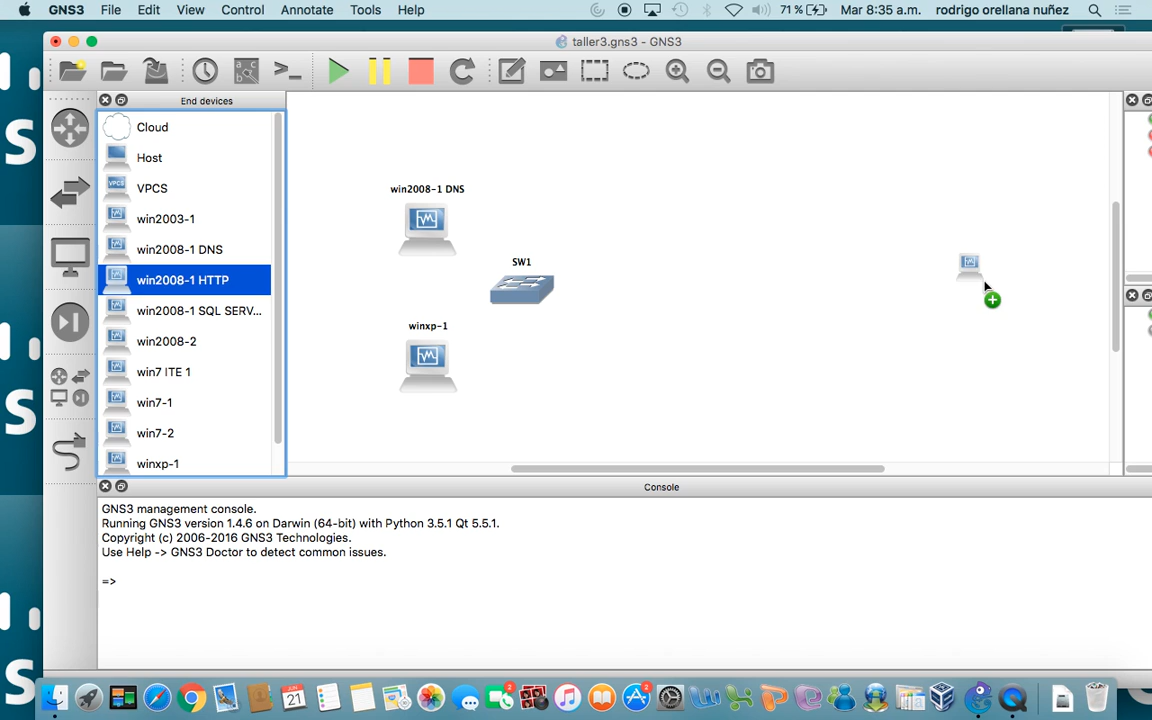 GNS3 File Edit View Control Annotate Tools Help 71 % Mar 8:35 a.m. rodrigo orellana nuñez
taller3.gns3 - GNS3
End devices
Cloud
Host
VPCS
VPCS
win2003-1
win2008-1 DNS
win2008-1 HTTP
win2008-1 SQL SERV...
win2008-2
win7 ITE 1
win7-1
win7-2
winxp-1
win2008-1 DNS
SW1
winxp-1
Console
GNS3 management console.
Running GNS3 version 1.4.6 on Darwin (64-bit) with Python 3.5.1 Qt 5.5.1.
Copyright (c) 2006-2016 GNS3 Technologies.
Use Help -> GNS3 Doctor to detect common issues.
=>
21
2
1